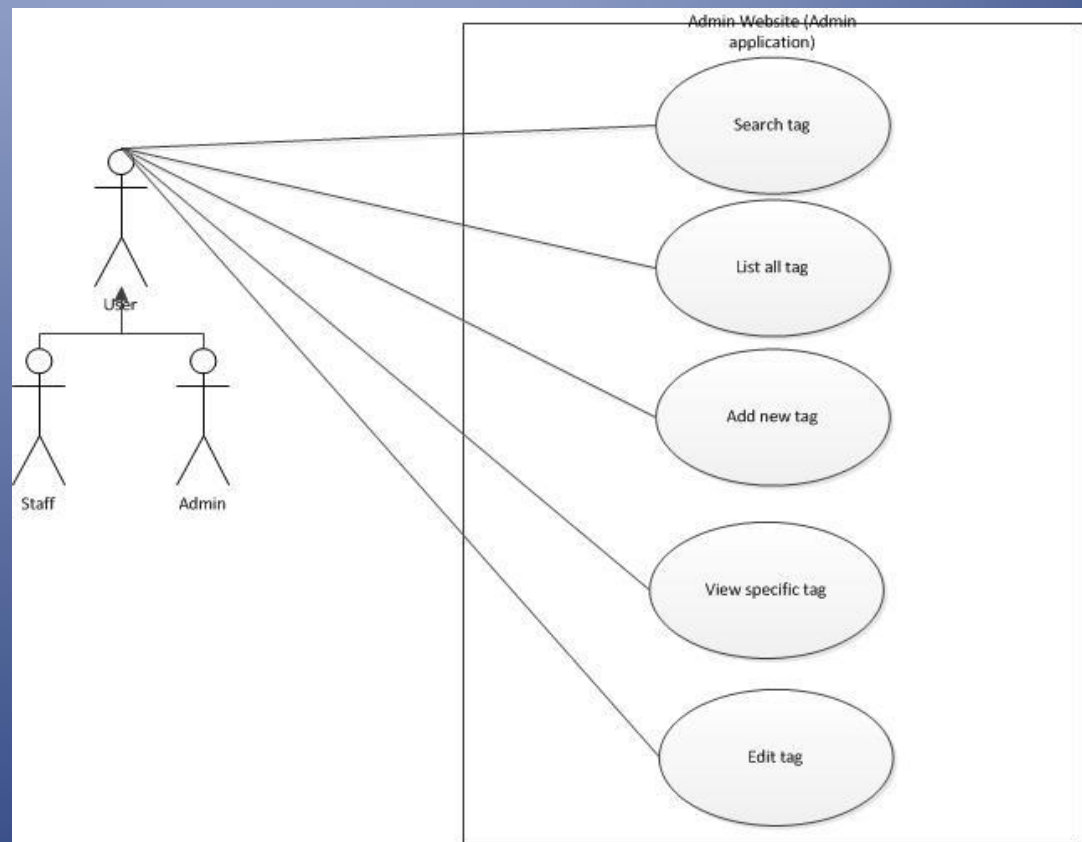 Admin Website (Admin
application)
Search tag
List all tag
User
Add new tag
Staff
Admin
View specific tag
Edit tag